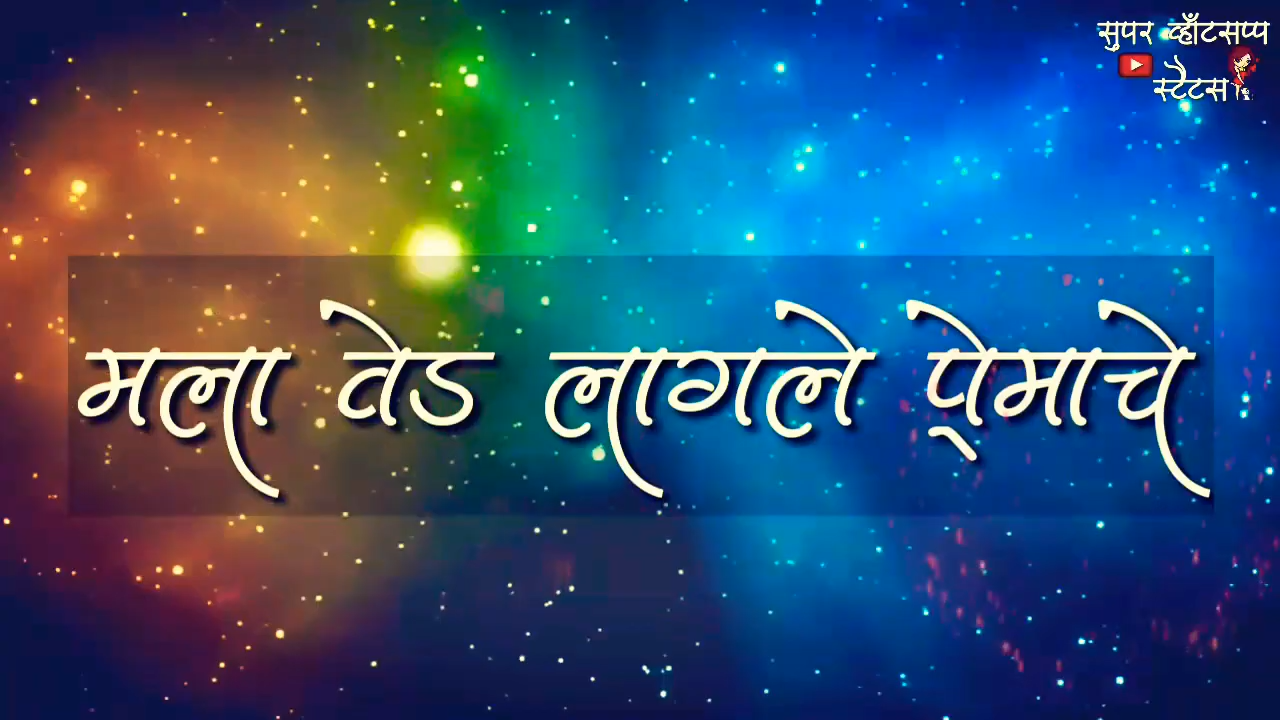 सुपर व्हाँटसप्प
स्टेटस
मला वेड लागले प्रेमाचे